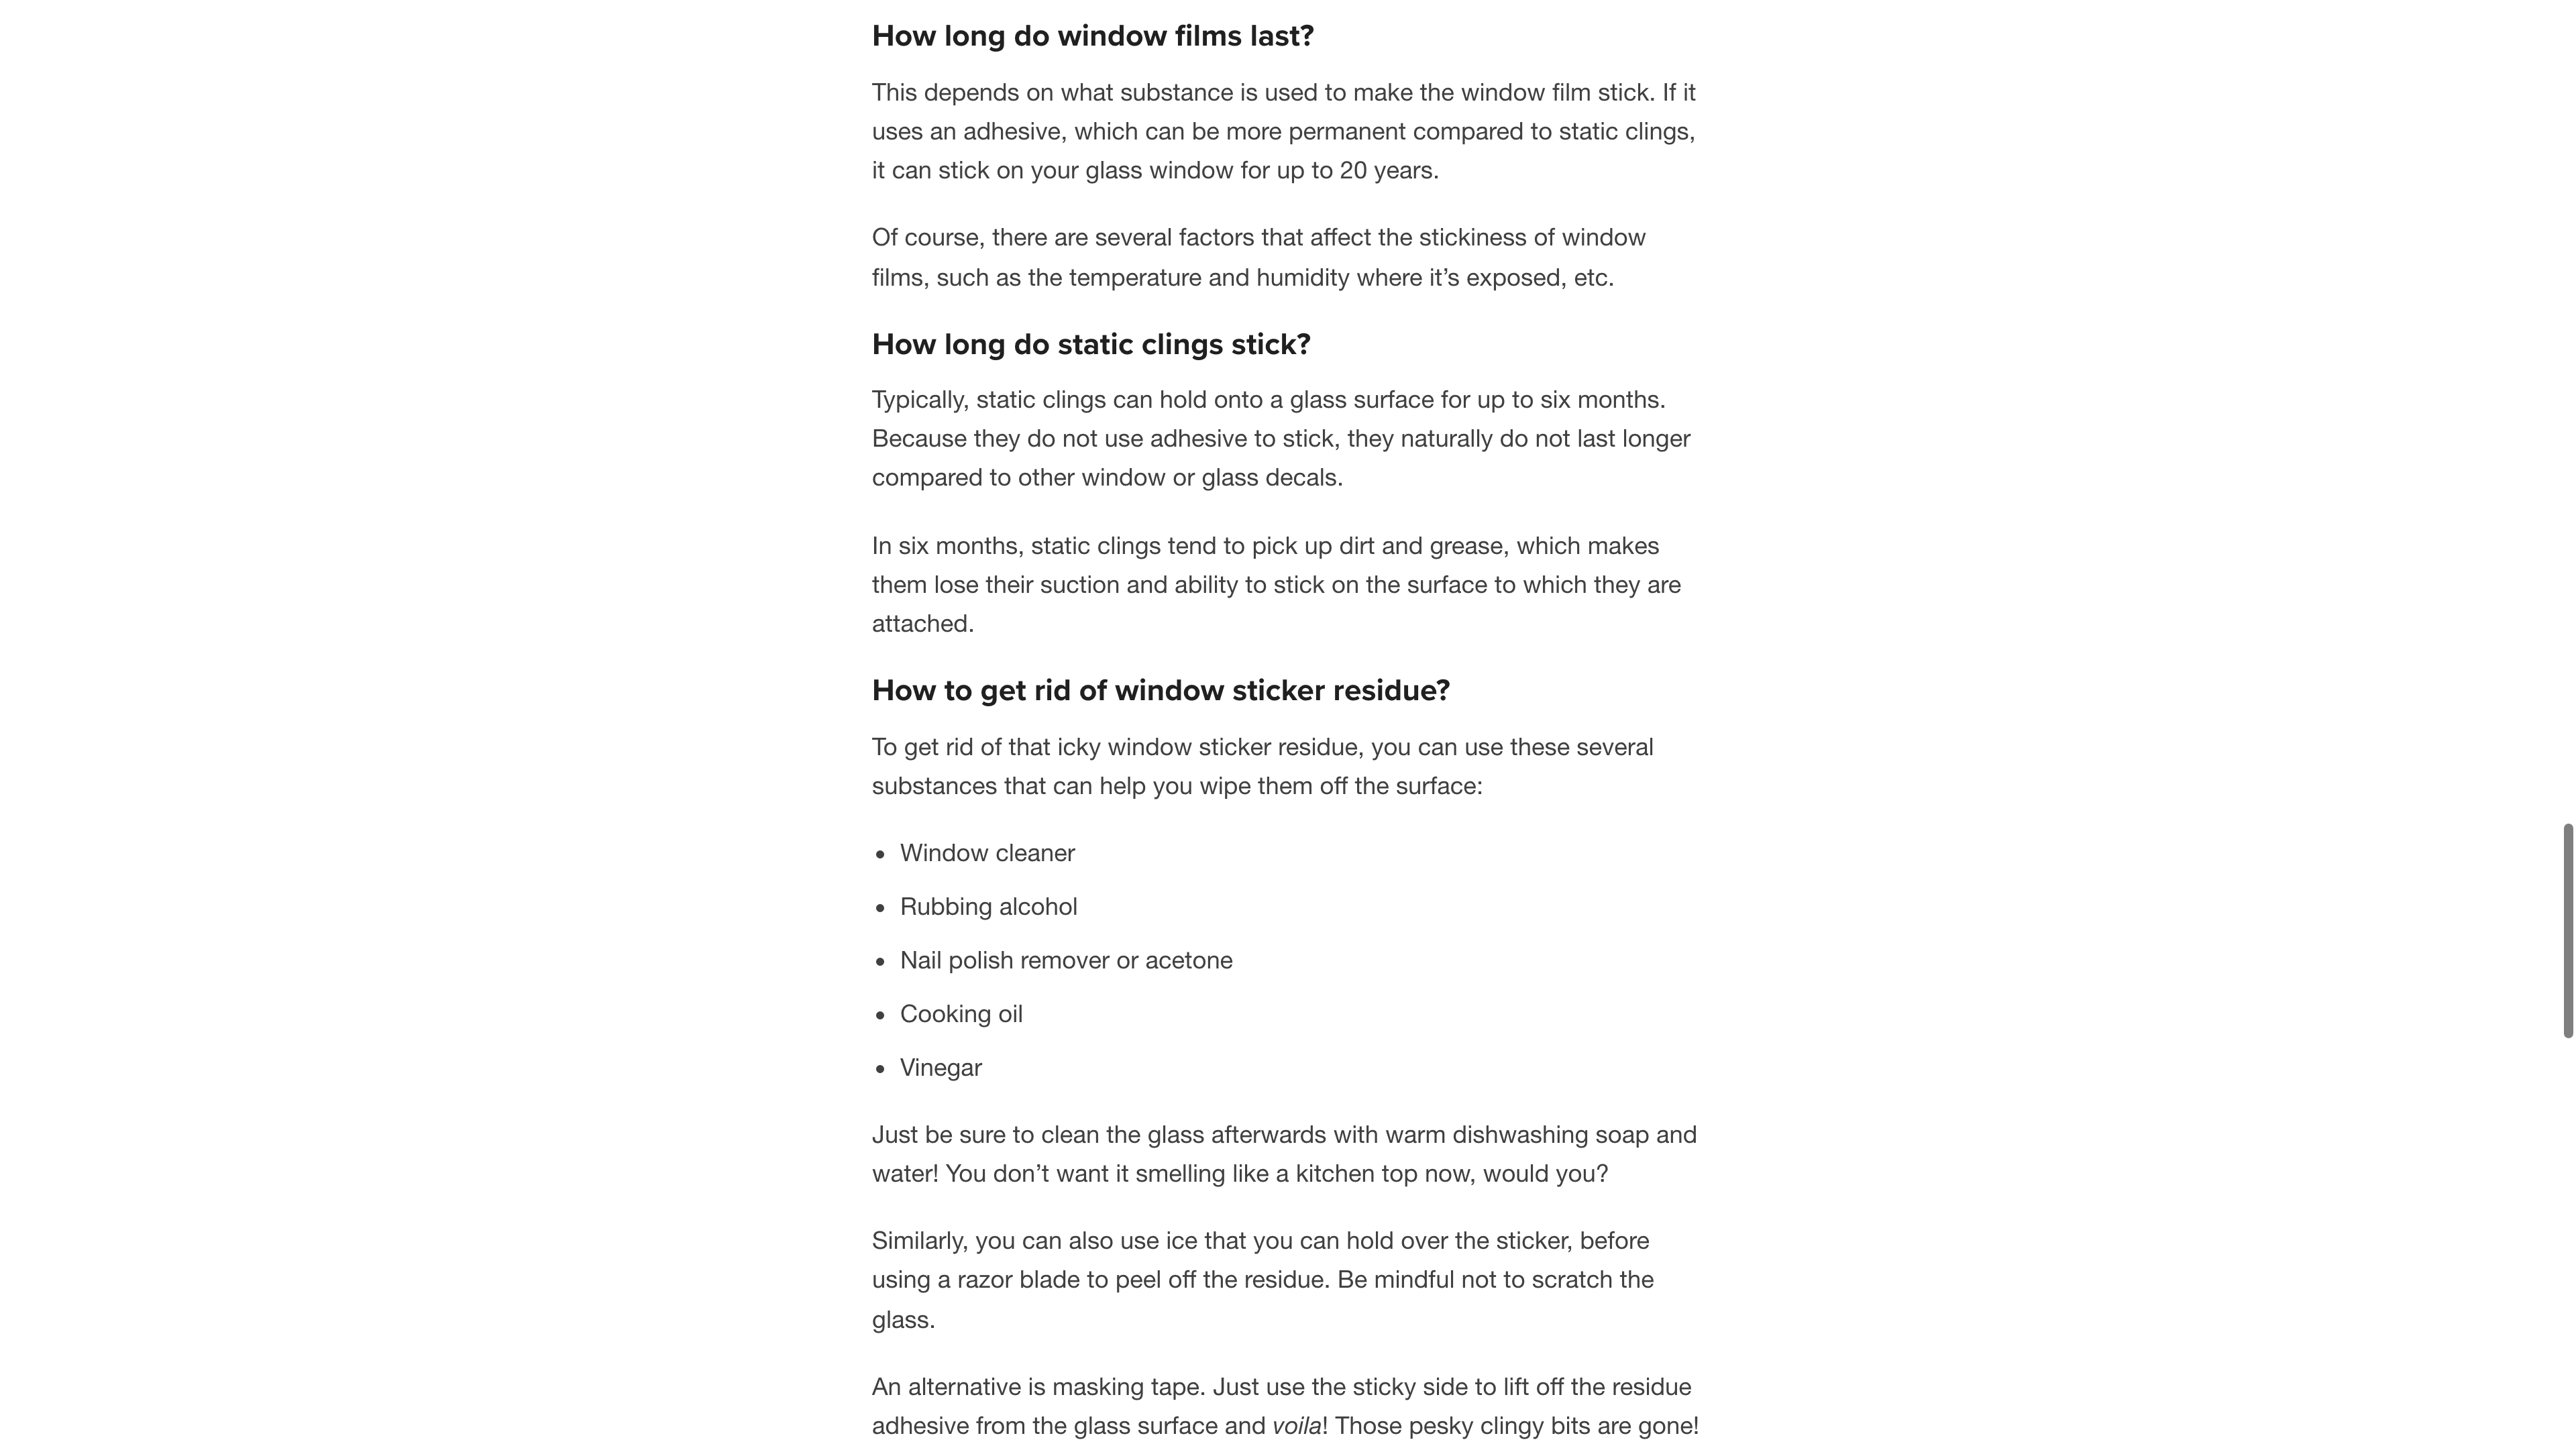 How long do window films last?
This depends on what substance is used to make the window film stick. If it
uses an adhesive, which can be more permanent compared to static clings,
it can stick on your glass window for up to 20 years.
Of course, there are several factors that affect the stickiness of window
films, such as the temperature and humidity where it’s exposed, etc.
How long do static clings stick?
Typically, static clings can hold onto a glass surface for up to six months.
Because they do not use adhesive to stick, they naturally do not last longer
compared to other window or glass decals.
In six months, static clings tend to pick up dirt and grease, which makes
them lose their suction and ability to stick on the surface to which they are
attached.
How to get rid of window sticker residue?
To get rid of that icky window sticker residue, you can use these several
substances that can help you wipe them off the surface:
• Window cleaner
• Rubbing alcohol
• Nail polish remover or acetone
• Cooking oil
• Vinegar
Just be sure to clean the glass afterwards with warm dishwashing soap and
water! You don’t want it smelling like a kitchen top now, would you?
Similarly, you can also use ice that you can hold over the sticker, before
using a razor blade to peel off the residue. Be mindful not to scratch the
glass.
An alternative is masking tape. Just use the sticky side to lift off the residue
adhesive from the glass surface and voila! Those pesky clingy bits are gone!